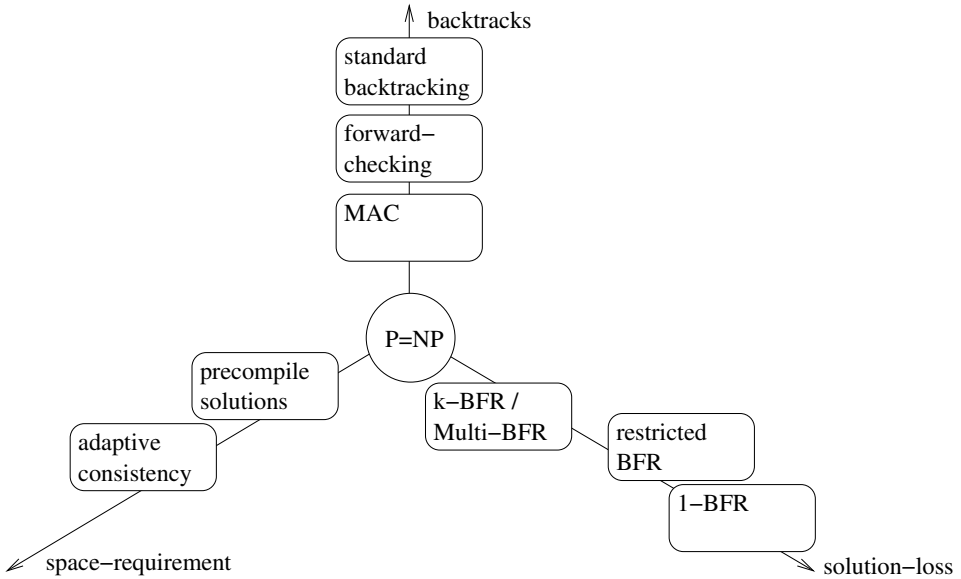 backtracks
standard
backtracking
forward−
checking
MAC
P=NP
precompile
solutions
k−BFR /
Multi−BFR
restricted
BFR
adaptive
consistency
1−BFR
space−requirement
solution−loss